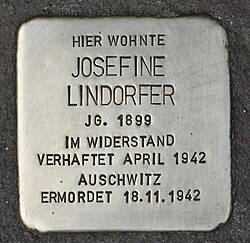 HIER WOHNTE
JOSEFINE
LINDORFER
JG. 1899
IM WIDERSTAND
VERHAFTET APRIL 1942
AUSCHWITZ
ERMORDET 18.11.1942